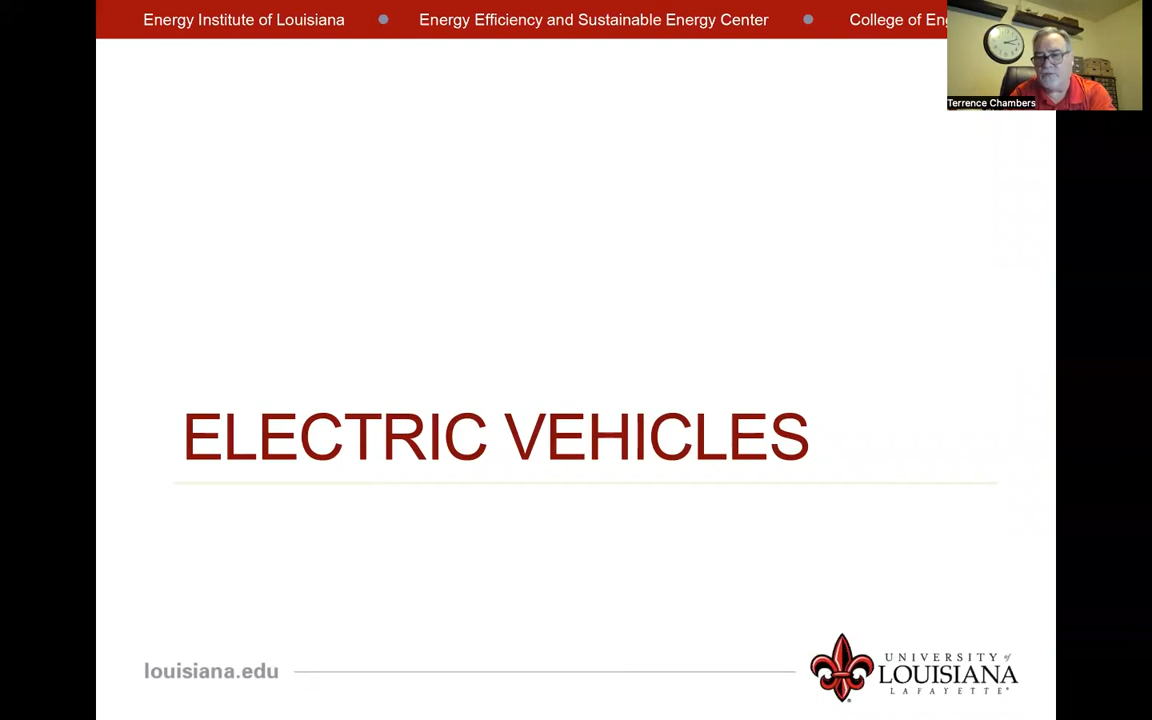 Energy Institute of Louisiana ● Energy Efficiency and Sustainable Energy Center ● College of
Terrence Chambers
ELECTRIC VEHICLES
louisiana.edu
UNIVERSITY of
LOUISIANA
LAFAYETTE